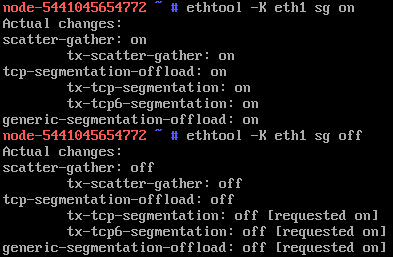 node-5441045654772 ~ # ethtool -K eth1 sg on
Actual changes:
scatter-gather: on
tx-scatter-gather: on
tcp-segmentation-offload: on
tx-tcp-segmentation: on
tx-tcp6-segmentation: on
generic-segmentation-offload: on
node-5441045654772 ~ # ethtool -K eth1 sg off
Actual changes:
scatter-gather: off
tx-scatter-gather: off
tcp-segmentation-offload: off
tx-tcp-segmentation: off [requested on]
tx-tcp6-segmentation: off [requested on]
generic-segmentation-offload: off [requested on]